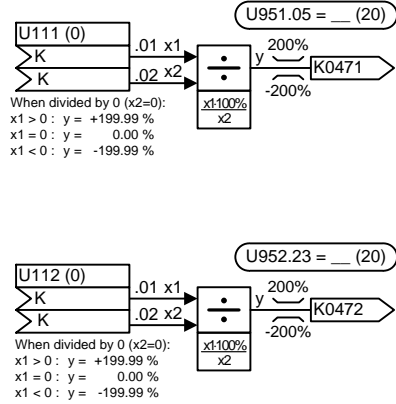 U951.05 = __ (20)
U111 (0)
K
.01 x1
K
.02 x2
÷
x1·100%
x2
y
200%
-200%
K0471
When divided by 0 (x2=0):
x1 > 0 : y = +199.99 %
x1 = 0 : y = 0.00 %
x1 < 0 : y = -199.99 %
U952.23 = __ (20)
U112 (0)
K
.01 x1
K
.02 x2
÷
x1·100%
x2
y
200%
-200%
K0472
When divided by 0 (x2=0):
x1 > 0 : y = +199.99 %
x1 = 0 : y = 0.00 %
x1 < 0 : y = -199.99 %